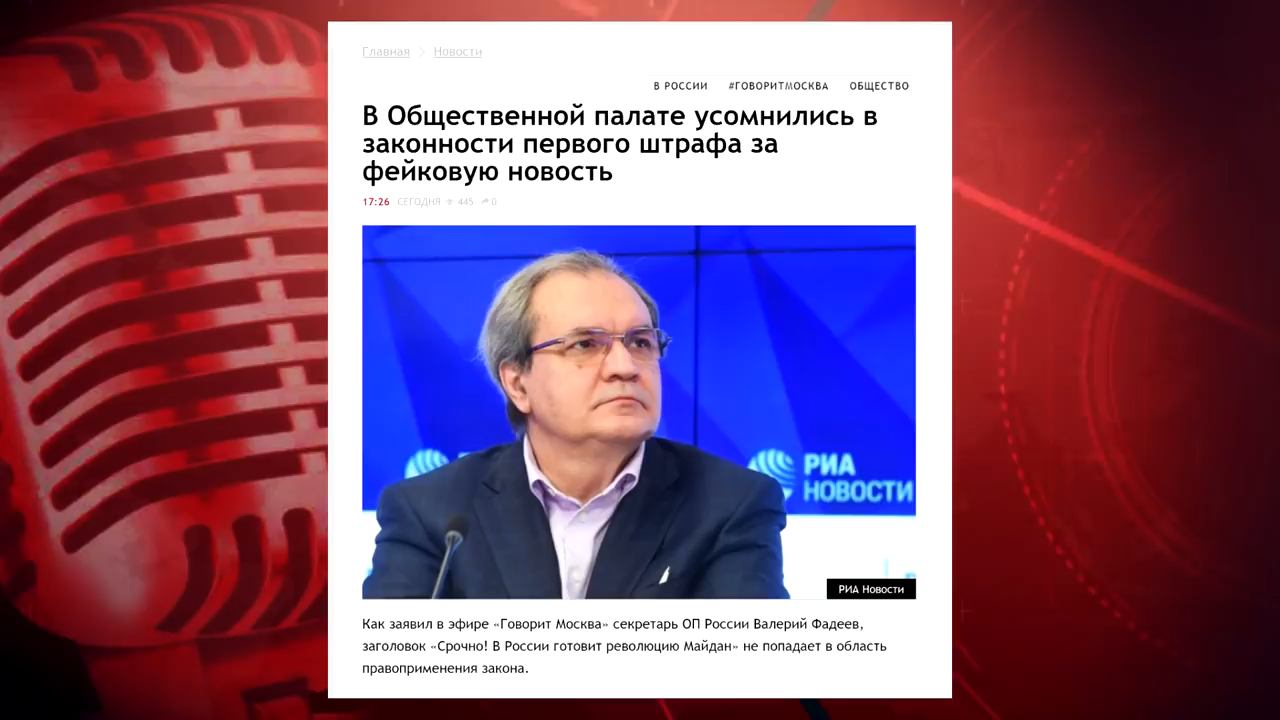 Главная
Новости
В РОССИИ
#ГОВОРИТМОСКВА
ОБЩЕСТВО
В Общественной палате усомнились в
законности первого штрафа за
фейковую новость
17:26 СЕГОДНЯ 445 0
РИА
НОВОСТИ
РИА Новости
Как заявил в эфире «Говорит Москва» секретарь ОП России Валерий Фадеев,
заголовок «Срочно! В России готовит революцию Майдан» не попадает в область
правоприменения закона.